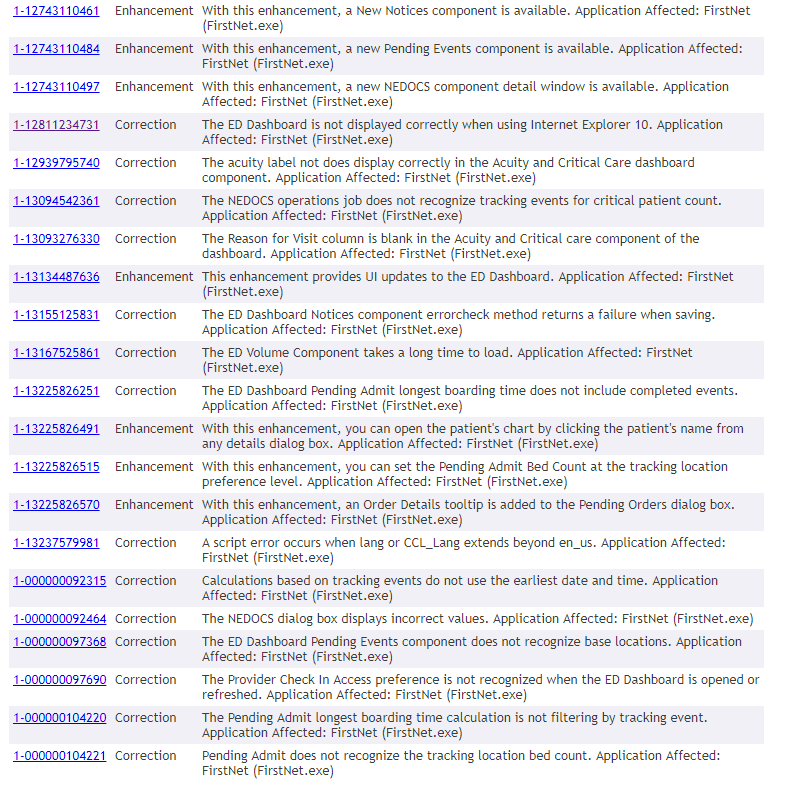 1-12743110461 Enhancement With this enhancement, a New Notices component is available. Application Affected: FirstNet
(FirstNet.exe)
1-12743110484 Enhancement With this enhancement, a new Pending Events component is available. Application Affected:
FirstNet (FirstNet.exe)
1-12743110497 Enhancement With this enhancement, a new NEDOCS component detail window is available. Application
Affected: FirstNet (FirstNet.exe)
1-12811234731 Correction The ED Dashboard is not displayed correctly when using Internet Explorer 10. Application
Affected: FirstNet (FirstNet.exe)
1-12939795740 Correction The acuity label not does display correctly in the Acuity and Critical Care dashboard
component. Application Affected: FirstNet (FirstNet.exe)
1-13094542361 Correction The NEDOCS operations job does not recognize tracking events for critical patient count.
Application Affected: FirstNet (FirstNet.exe)
1-13093276330 Correction The Reason for Visit column is blank in the Acuity and Critical care component of the
dashboard. Application Affected: FirstNet (FirstNet.exe)
1-13134487636 Enhancement This enhancement provides UI updates to the ED Dashboard. Application Affected: FirstNet
(FirstNet.exe)
1-13155125831 Correction The ED Dashboard Notices component errorcheck method returns a failure when saving.
Application Affected: FirstNet (FirstNet.exe)
1-13167525861 Correction The ED Volume Component takes a long time to load. Application Affected: FirstNet
(FirstNet.exe)
1-13225826251 Correction The ED Dashboard Pending Admit longest boarding time does not include completed events.
Application Affected: FirstNet (FirstNet.exe)
1-13225826491 Enhancement With this enhancement, you can open the patient's chart by clicking the patient's name from
any details dialog box. Application Affected: FirstNet (FirstNet.exe)
1-13225826515 Enhancement With this enhancement, you can set the Pending Admit Bed Count at the tracking location
preference level. Application Affected: FirstNet (FirstNet.exe)
1-13225826570 Enhancement With this enhancement, an Order Details tooltip is added to the Pending Orders dialog box.
Application Affected: FirstNet (FirstNet.exe)
1-13237579981 Correction A script error occurs when lang or CCL_Lang extends beyond en_us. Application Affected:
FirstNet (FirstNet.exe)
1-000000092315 Correction Calculations based on tracking events do not use the earliest date and time. Application
Affected: FirstNet (FirstNet.exe)
1-000000092464 Correction The NEDOCS dialog box displays incorrect values. Application Affected: FirstNet (FirstNet.exe)
1-000000097368 Correction The ED Dashboard Pending Events component does not recognize base locations. Application
Affected: FirstNet (FirstNet.exe)
1-000000097690 Correction The Provider Check In Access preference is not recognized when the ED Dashboard is opened or
refreshed. Application Affected: FirstNet (FirstNet.exe)
1-000000104220 Correction The Pending Admit longest boarding time calculation is not filtering by tracking event.
Application Affected: FirstNet (FirstNet.exe)
1-000000104221 Correction Pending Admit does not recognize the tracking location bed count. Application Affected:
FirstNet (FirstNet.exe)